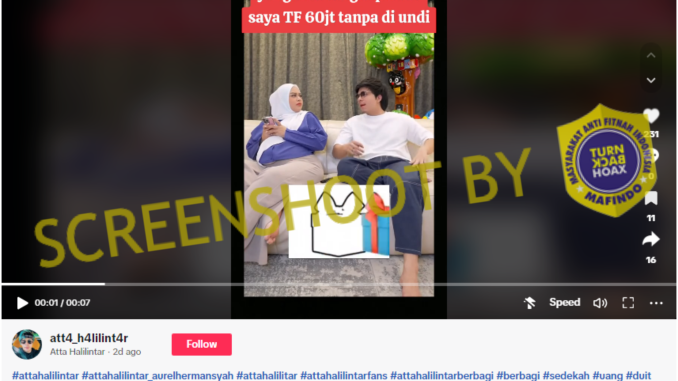 saya TF 60jt tanpa di undi
SCREENSHOOT BY
MASYARAKAT ANTI FITNAH INDONESIA
TURN
BACK
HOAX
MAFINDO
231
0
11
16
00:01 / 00:07
Speed
att4_h4lilint4r
Atta Halilintar · 2d ago
Follow
#attahalilintar #attahalilintar_aurelhermansyah #attahalilitar #attahalilintarfans #attahalilintarberbagi #berbagi #sedekah #uang #duit